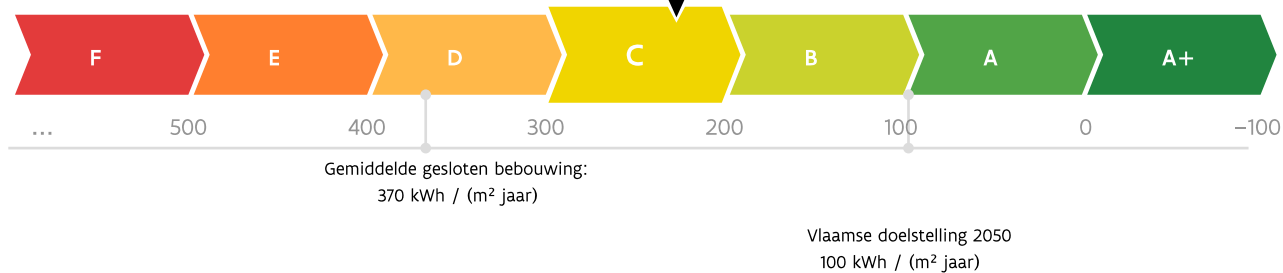 F E D C B A A+
... 500 400 300 200 100 0 –100
Gemiddelde gesloten bebouwing:
370 kWh / (m² jaar)
Vlaamse doelstelling 2050
100 kWh / (m² jaar)